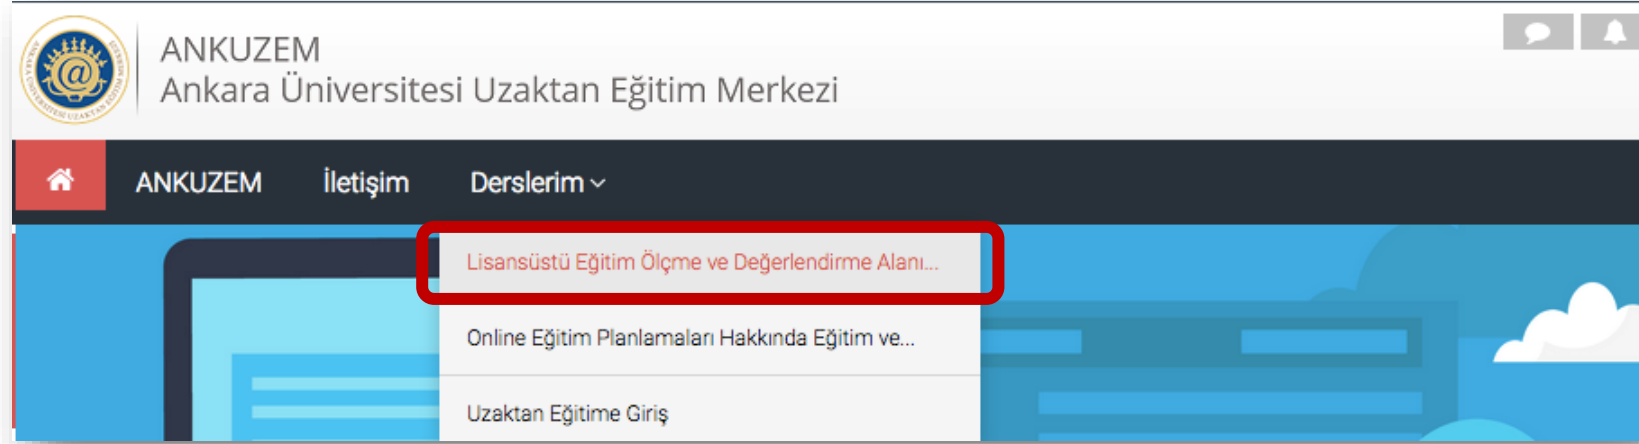 ANKUZEM
Ankara Üniversitesi Uzaktan Eğitim Merkezi
ANKUZEM İletişim Derslerim
Lisansüstü Eğitim Ölçme ve Değerlendirme Alanı...
Online Eğitim Planlamaları Hakkında Eğitim ve...
Uzaktan Eğitime Giriş